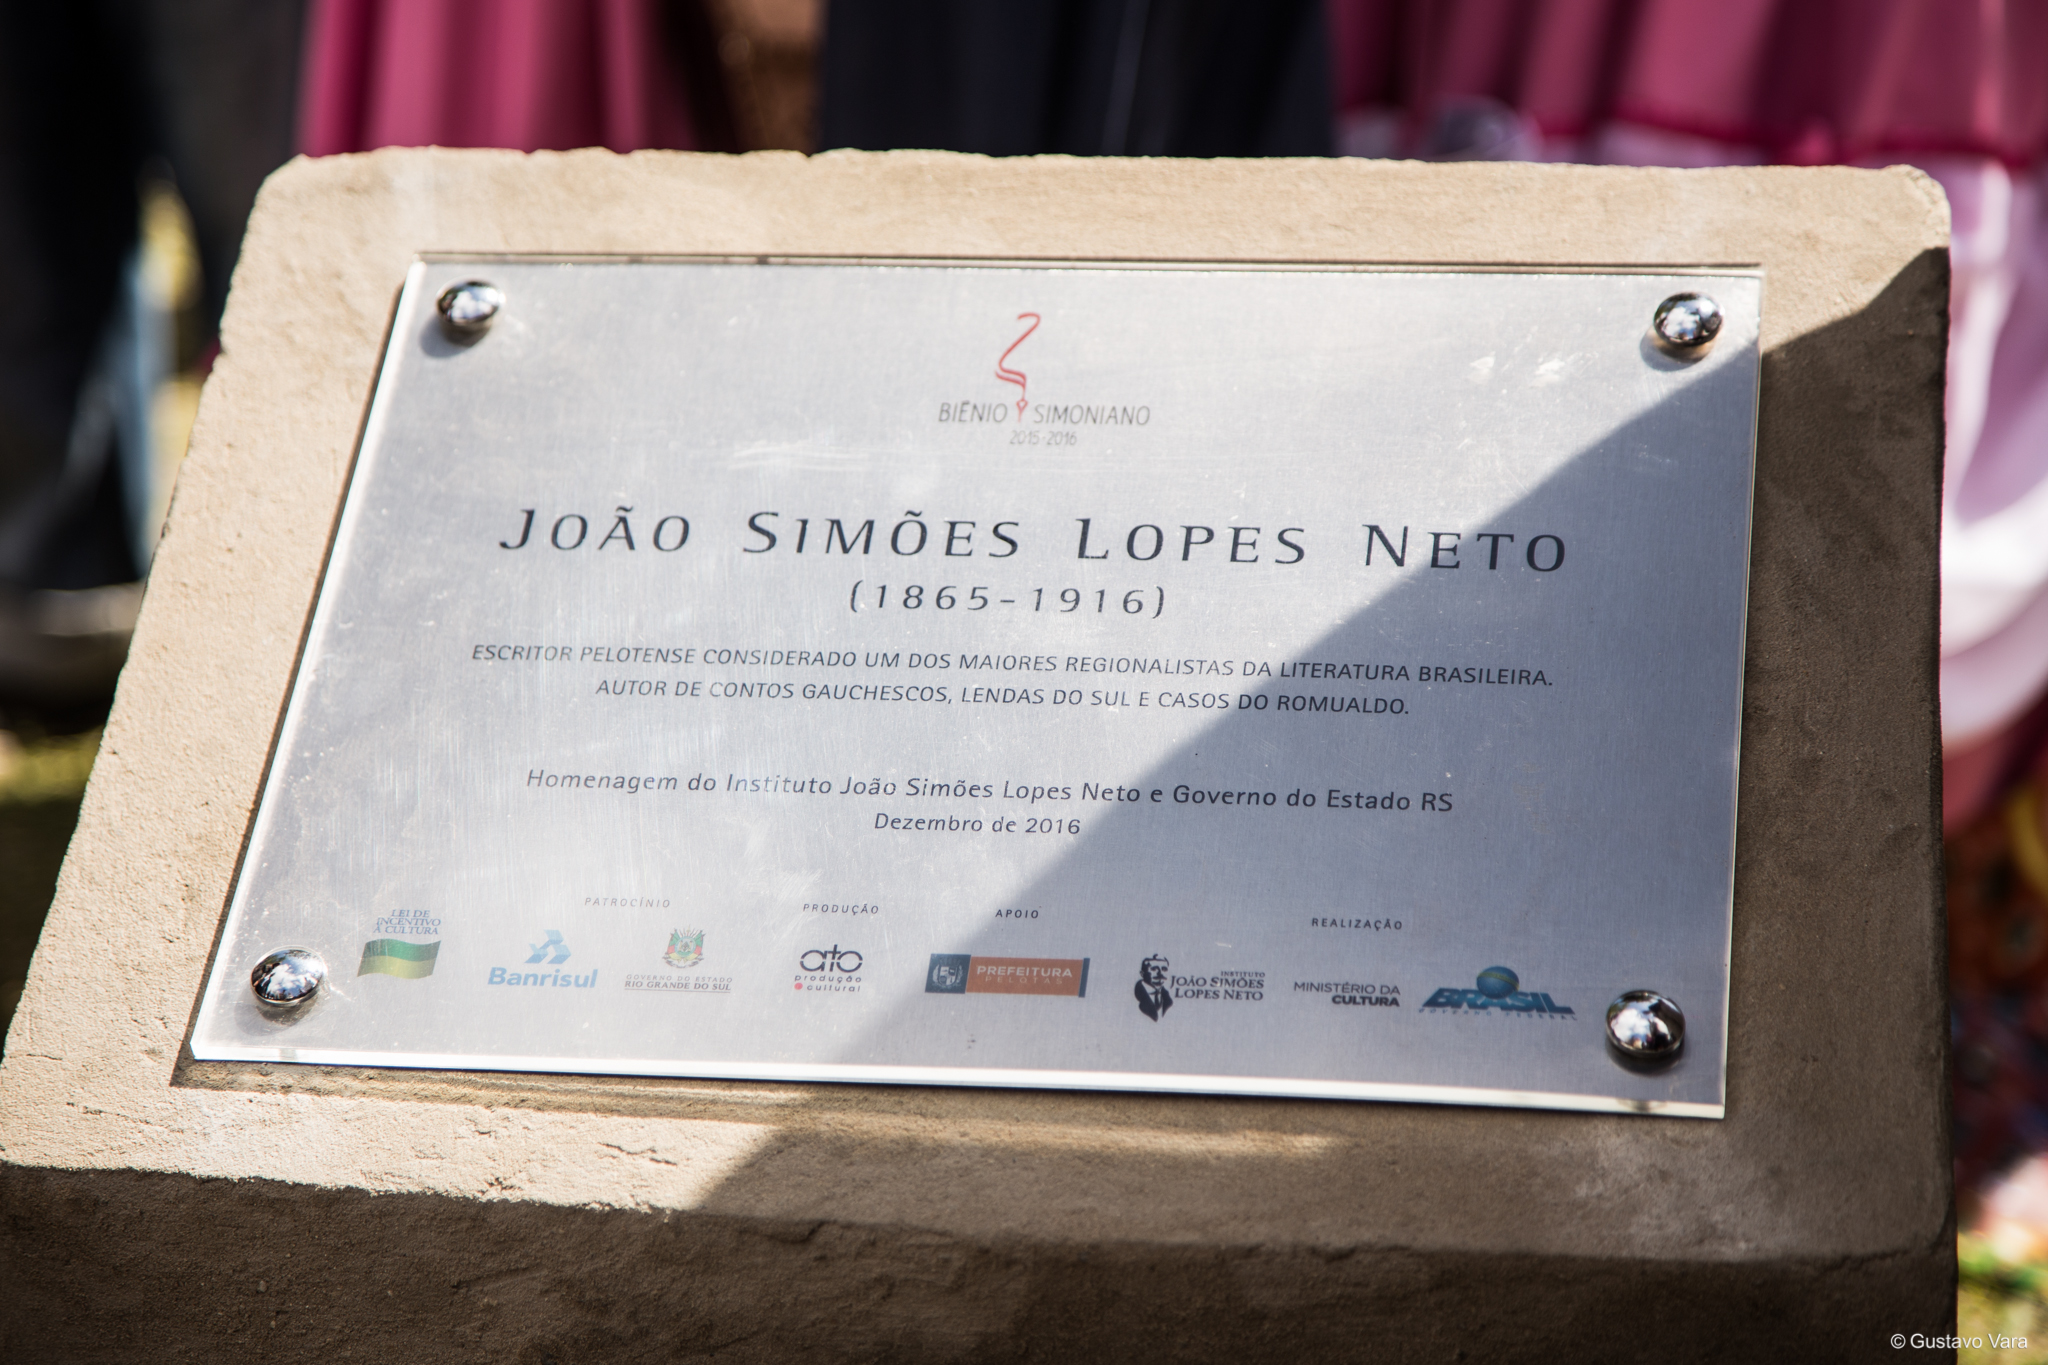 BIÊNIO SIMONIANO
2015-2016
JOÃO SIMÕES LOPES NETO
(1865-1916)
ESCRITOR PELOTENSE CONSIDERADO UM DOS MAIORES REGIONALISTAS DA LITERATURA BRASILEIRA.
AUTOR DE CONTOS GAUCHESCOS, LENDAS DO SUL E CASOS DO ROMUALDO.
Homenagem do Instituto João Simões Lopes Neto e Governo do Estado RS
Dezembro de 2016
LEI DE
INCENTIVO
À CULTURA
PATROCÍNIO
Banrisul
GOVERNO DO ESTADO
RIO GRANDE DO SUL
PRODUÇÃO
ato
produção
cultural
APOIO
PREFEITURA
PELOTAS
REALIZAÇÃO
INSTITUTO
JOÃO SIMÕES
LOPES NETO
MINISTÉRIO DA
CULTURA
BRASIL
GOVERNO FEDERAL
© Gustavo Vara